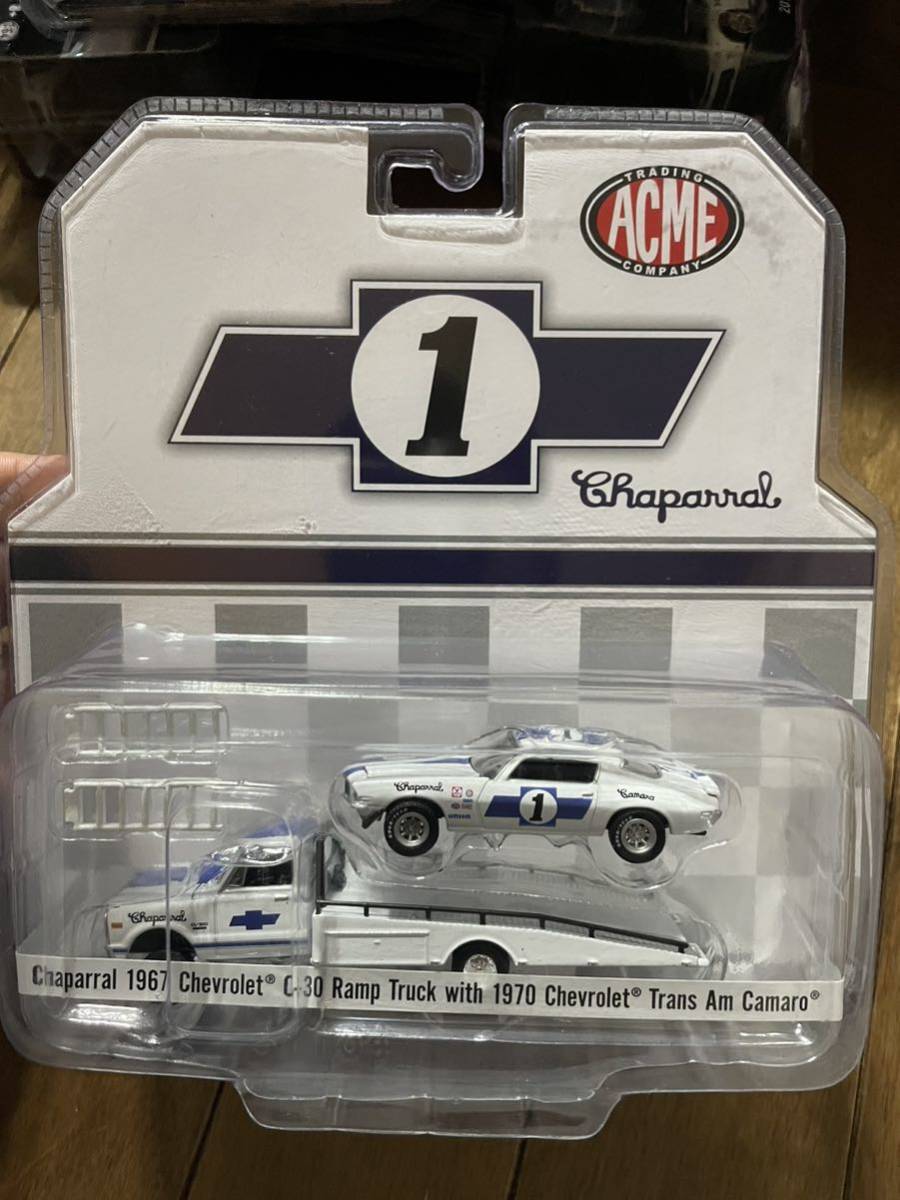 20
TRADING
ACME
COMPANY
1
Chaparral
Chaparral
Camaro
1
Chaparral
Chaparral 1967 Chevrolet® C-30 Ramp Truck with 1970 Chevrolet® Trans Am Camaro®